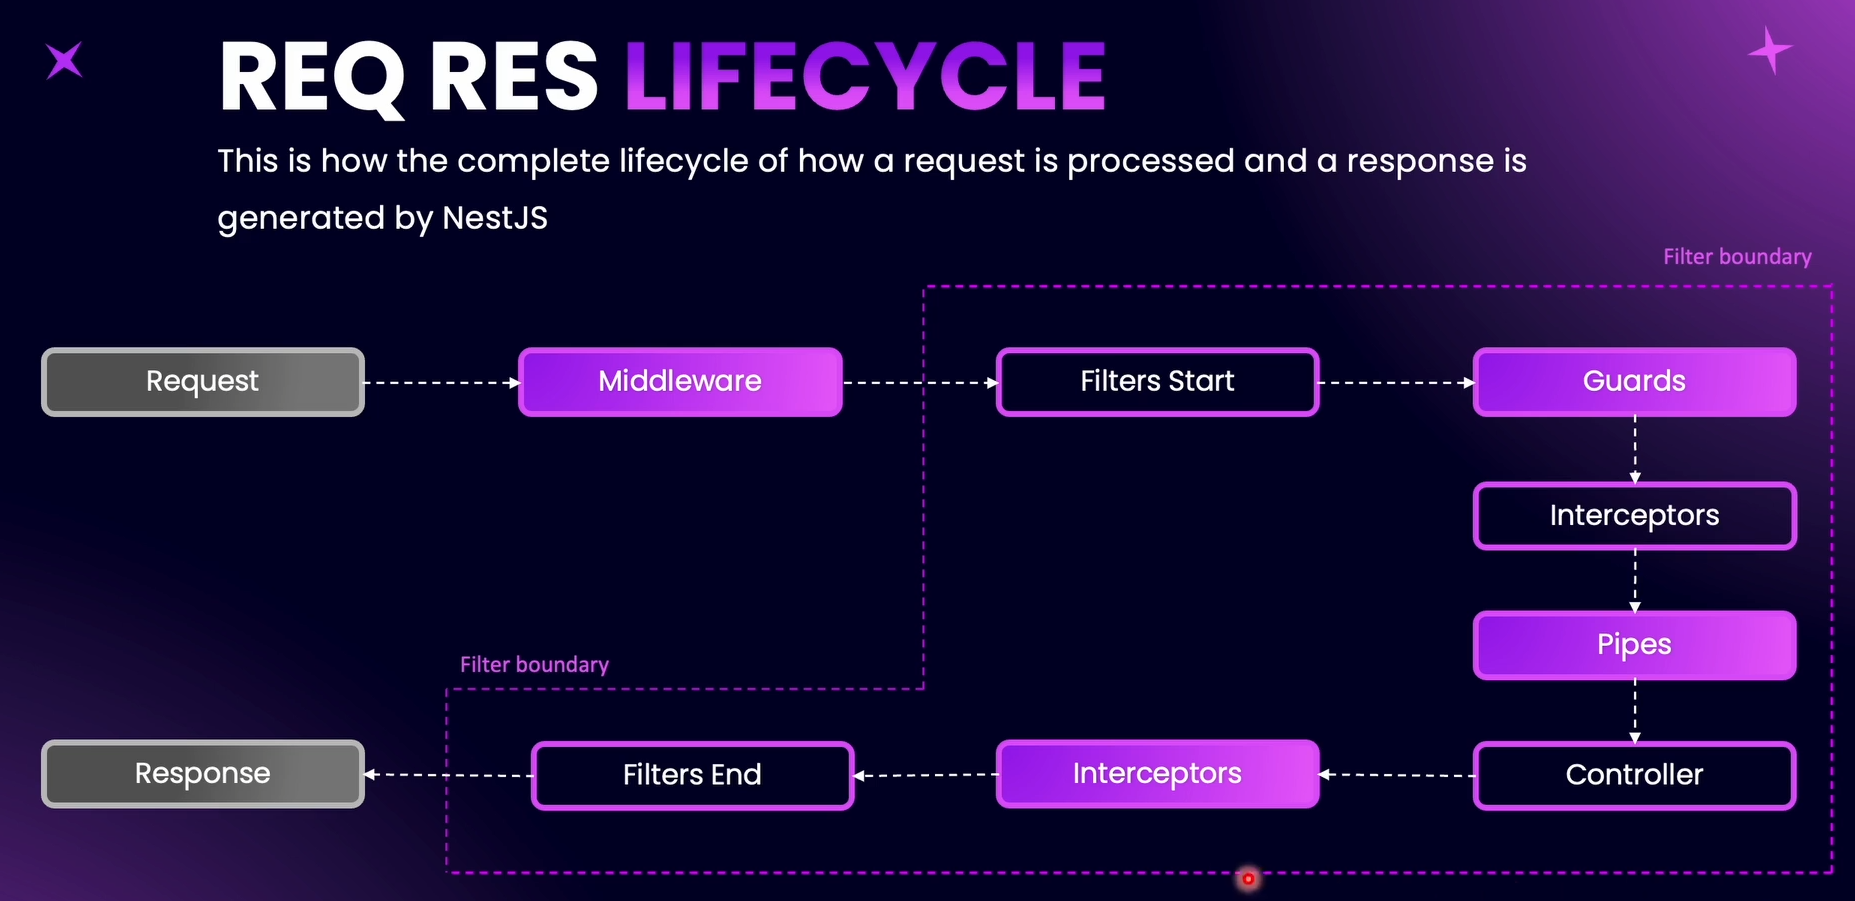 REQ RES LIFECYCLE
This is how the complete lifecycle of how a request is processed and a response is
generated by NestJS
Filter boundary
Request
Middleware
Filters Start
Guards
Interceptors
Pipes
Filter boundary
Response
Filters End
Interceptors
Controller